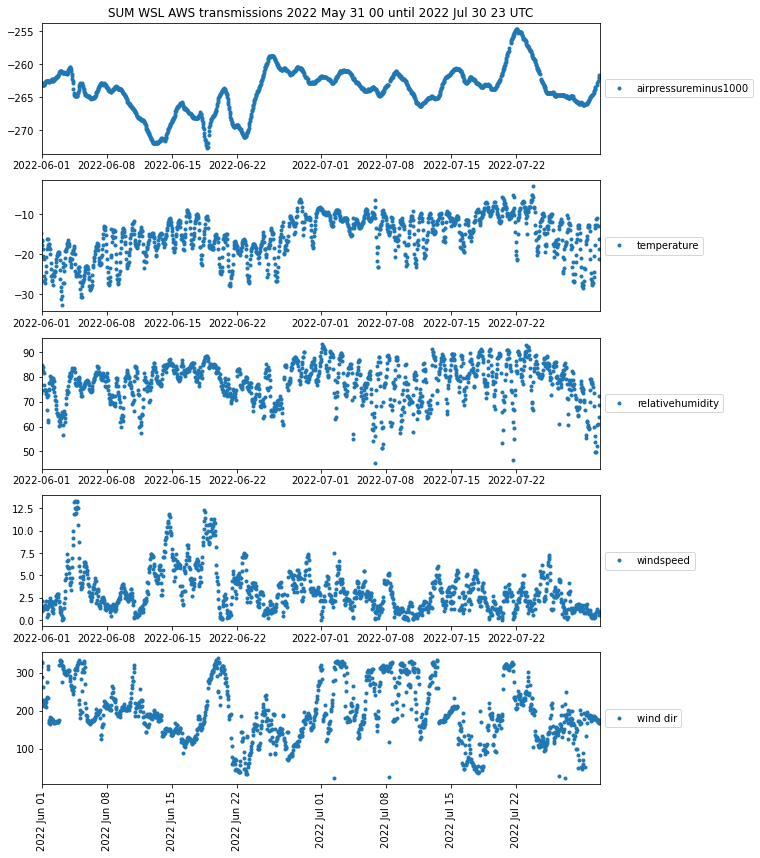 SUM WSL AWS transmissions 2022 May 31 00 until 2022 Jul 30 23 UTC
−255
−260
−265
−270
airpressureminus1000
2022-06-01 2022-06-08 2022-06-15 2022-06-22 2022-07-01 2022-07-08 2022-07-15 2022-07-22
−10
−20
−30
temperature
2022-06-01 2022-06-08 2022-06-15 2022-06-22 2022-07-01 2022-07-08 2022-07-15 2022-07-22
90
80
70
60
50
relativehumidity
2022-06-01 2022-06-08 2022-06-15 2022-06-22 2022-07-01 2022-07-08 2022-07-15 2022-07-22
12.5
10.0
7.5
5.0
2.5
0.0
windspeed
2022-06-01 2022-06-08 2022-06-15 2022-06-22 2022-07-01 2022-07-08 2022-07-15 2022-07-22
300
200
100
wind dir
2022 Jun 01
2022 Jun 08
2022 Jun 15
2022 Jun 22
2022 Jul 01
2022 Jul 08
2022 Jul 15
2022 Jul 22